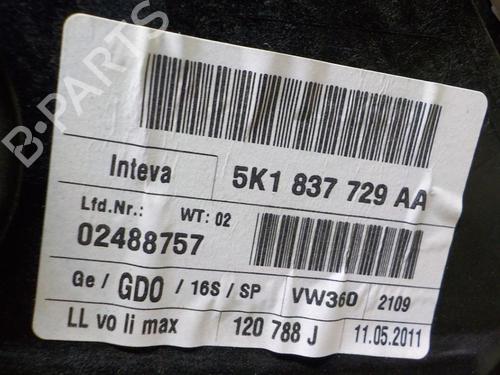 B-PARTS
Inteva 5K1 837 729 AA
Lfd.Nr.: WT: 02
02488757
Ge / GDO / 16S / SP VW360 2109
LL vo li max 120 788 J 11.05.2011